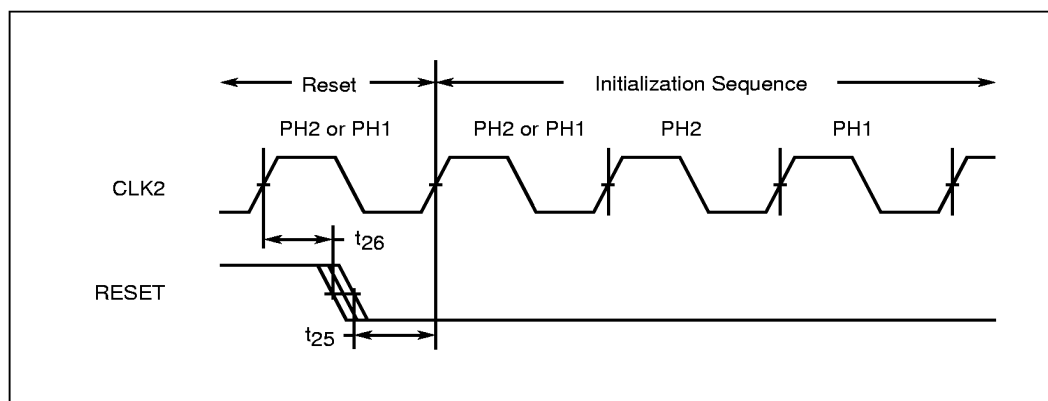 Reset
Initialization Sequence
PH2 or PH1
PH2 or PH1
PH2
PH1
CLK2
t26
RESET
t25